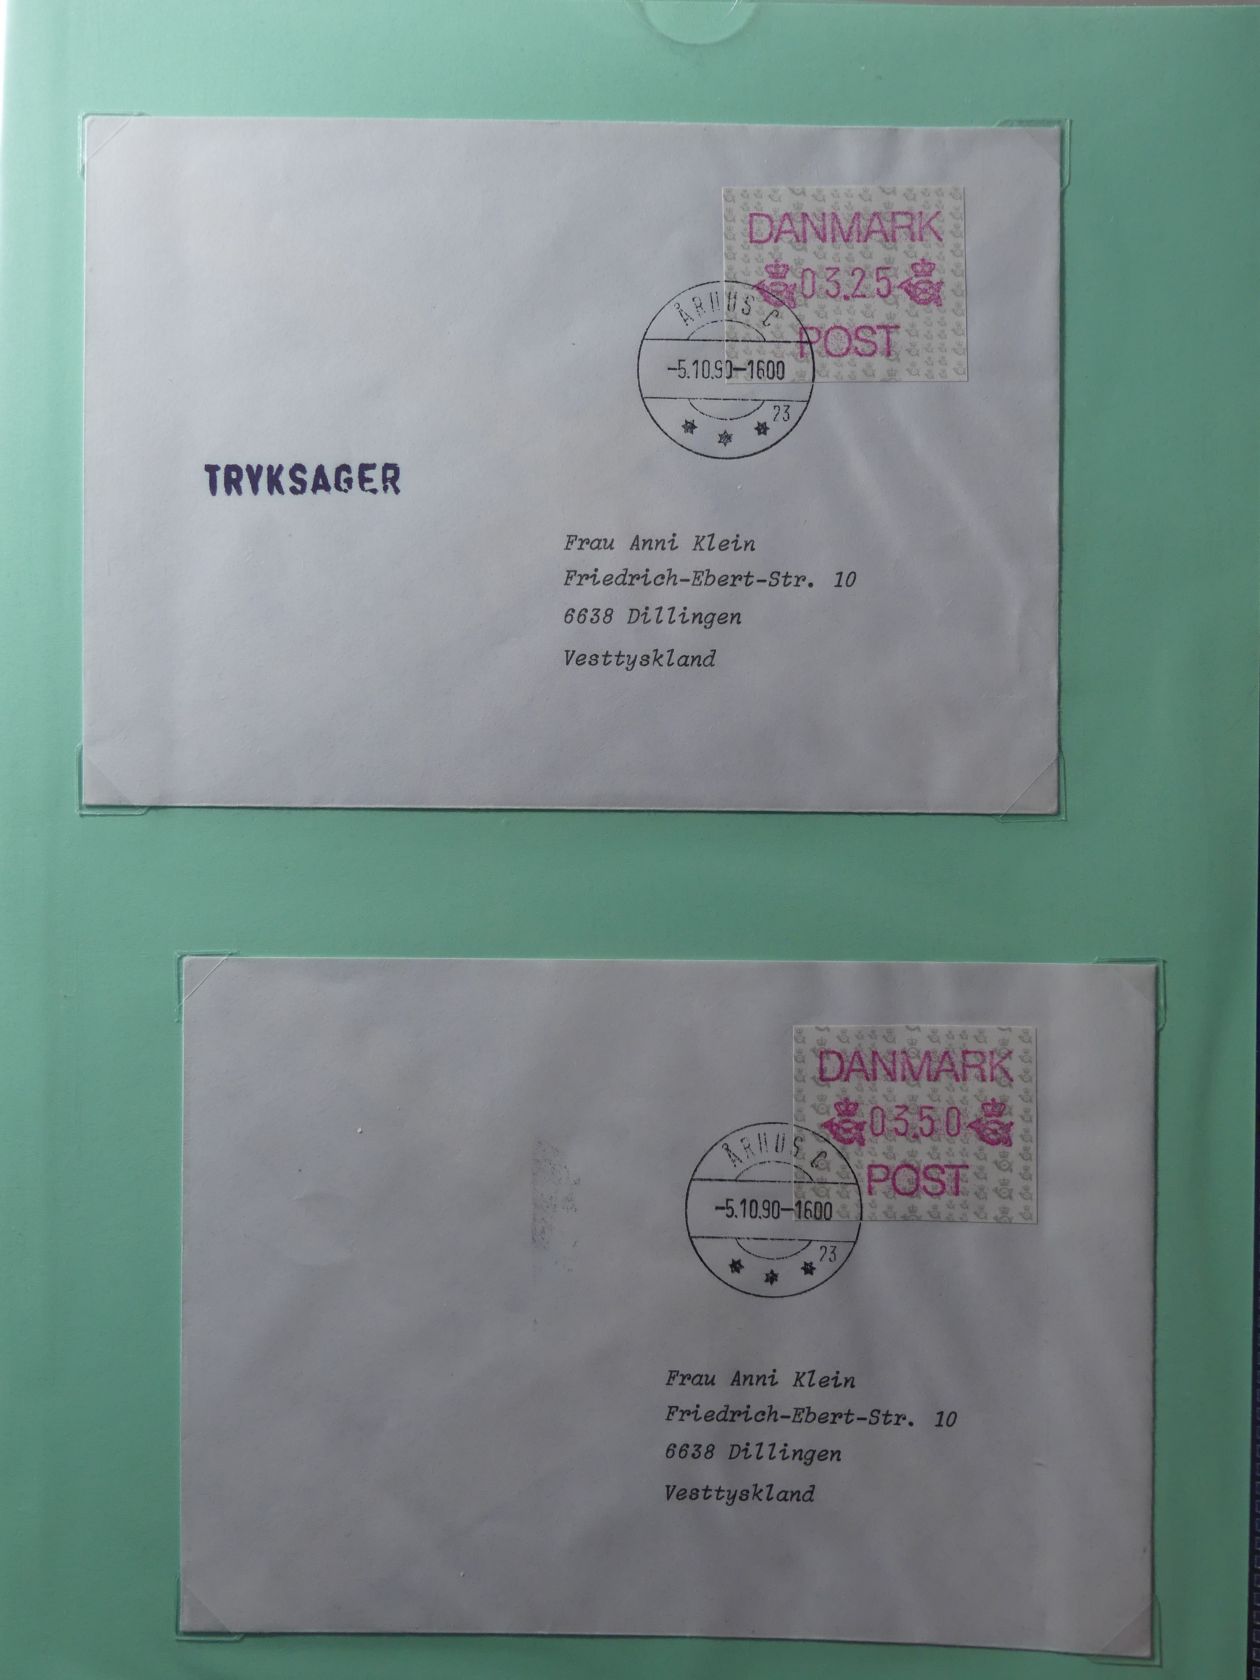 DANMARK
03.25
POST
ÅRHUS C
-5.10.90-1600
23
TRYKSAGER
Frau Anni Klein
Friedrich-Ebert-Str. 10
6638 Dillingen
Vesttyskland
DANMARK
03.50
POST
ÅRHUS C
-5.10.90-1600
23
Frau Anni Klein
Friedrich-Ebert-Str. 10
6638 Dillingen
Vesttyskland